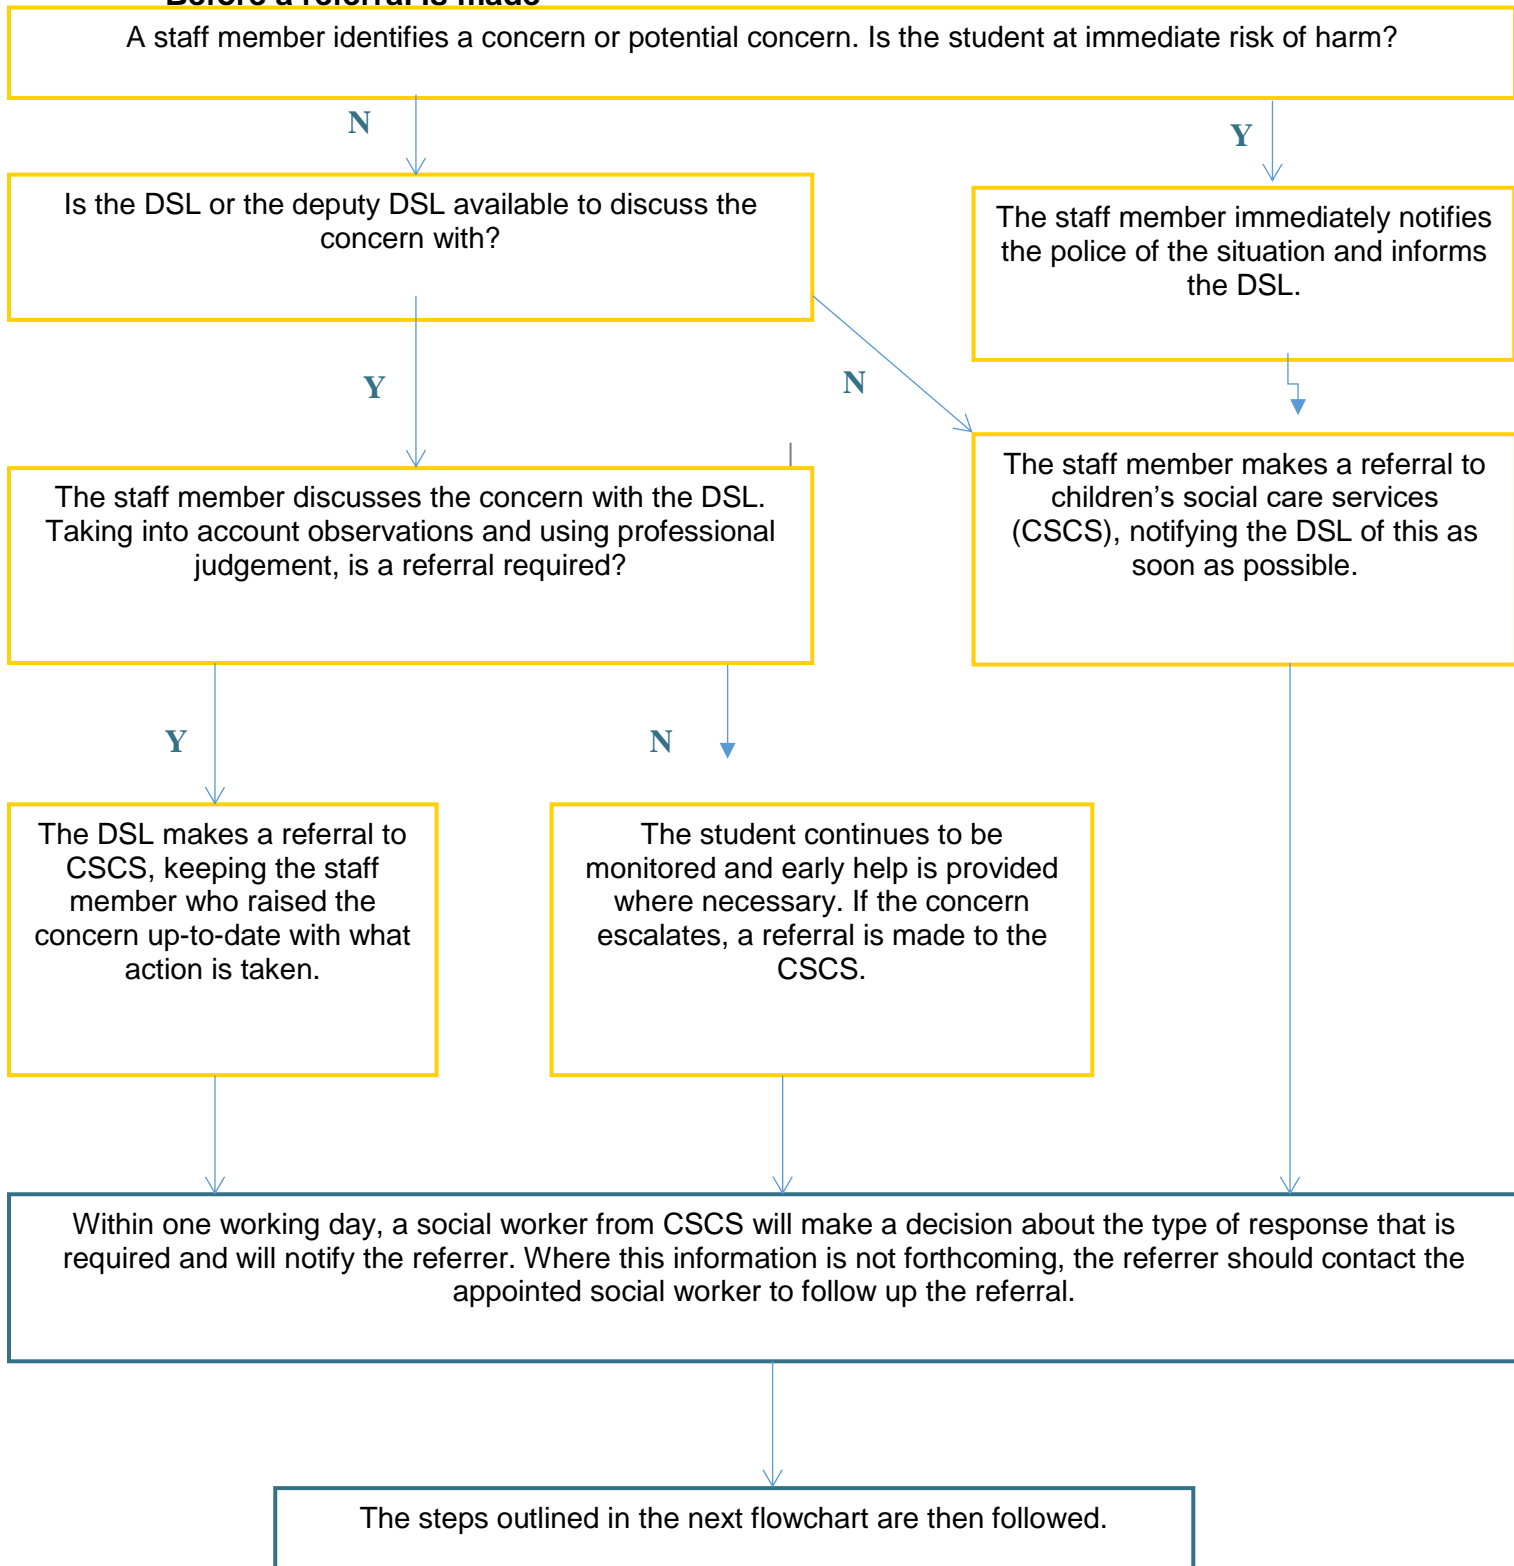 Before a referral is made
A staff member identifies a concern or potential concern. Is the student at immediate risk of harm?
N
Y
Is the DSL or the deputy DSL available to discuss the
concern with?
The staff member immediately notifies
the police of the situation and informs
the DSL.
Y
N
The staff member discusses the concern with the DSL.
Taking into account observations and using professional
judgement, is a referral required?
The staff member makes a referral to
children’s social care services
(CSCS), notifying the DSL of this as
soon as possible.
Y
N
The DSL makes a referral to
CSCS, keeping the staff
member who raised the
concern up-to-date with what
action is taken.
The student continues to be
monitored and early help is provided
where necessary. If the concern
escalates, a referral is made to the
CSCS.
Within one working day, a social worker from CSCS will make a decision about the type of response that is
required and will notify the referrer. Where this information is not forthcoming, the referrer should contact the
appointed social worker to follow up the referral.
The steps outlined in the next flowchart are then followed.